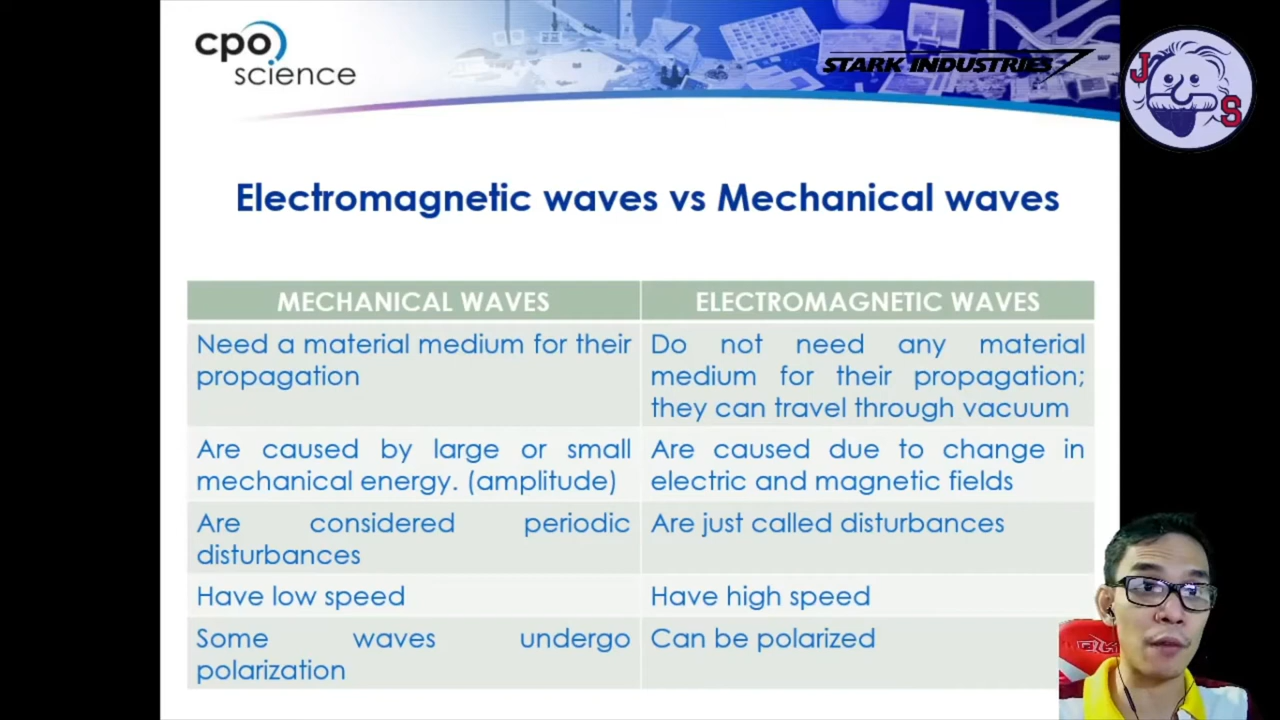 cpo
science
STARK INDUSTRIES
J
S
Electromagnetic waves vs Mechanical waves
MECHANICAL WAVES
ELECTROMAGNETIC WAVES
Need a material medium for their
propagation
Do not need any material
medium for their propagation;
they can travel through vacuum
Are caused by large or small
mechanical energy. (amplitude)
Are caused due to change in
electric and magnetic fields
Are considered periodic
disturbances
Are just called disturbances
Have low speed
Have high speed
Some waves undergo
polarization
Can be polarized